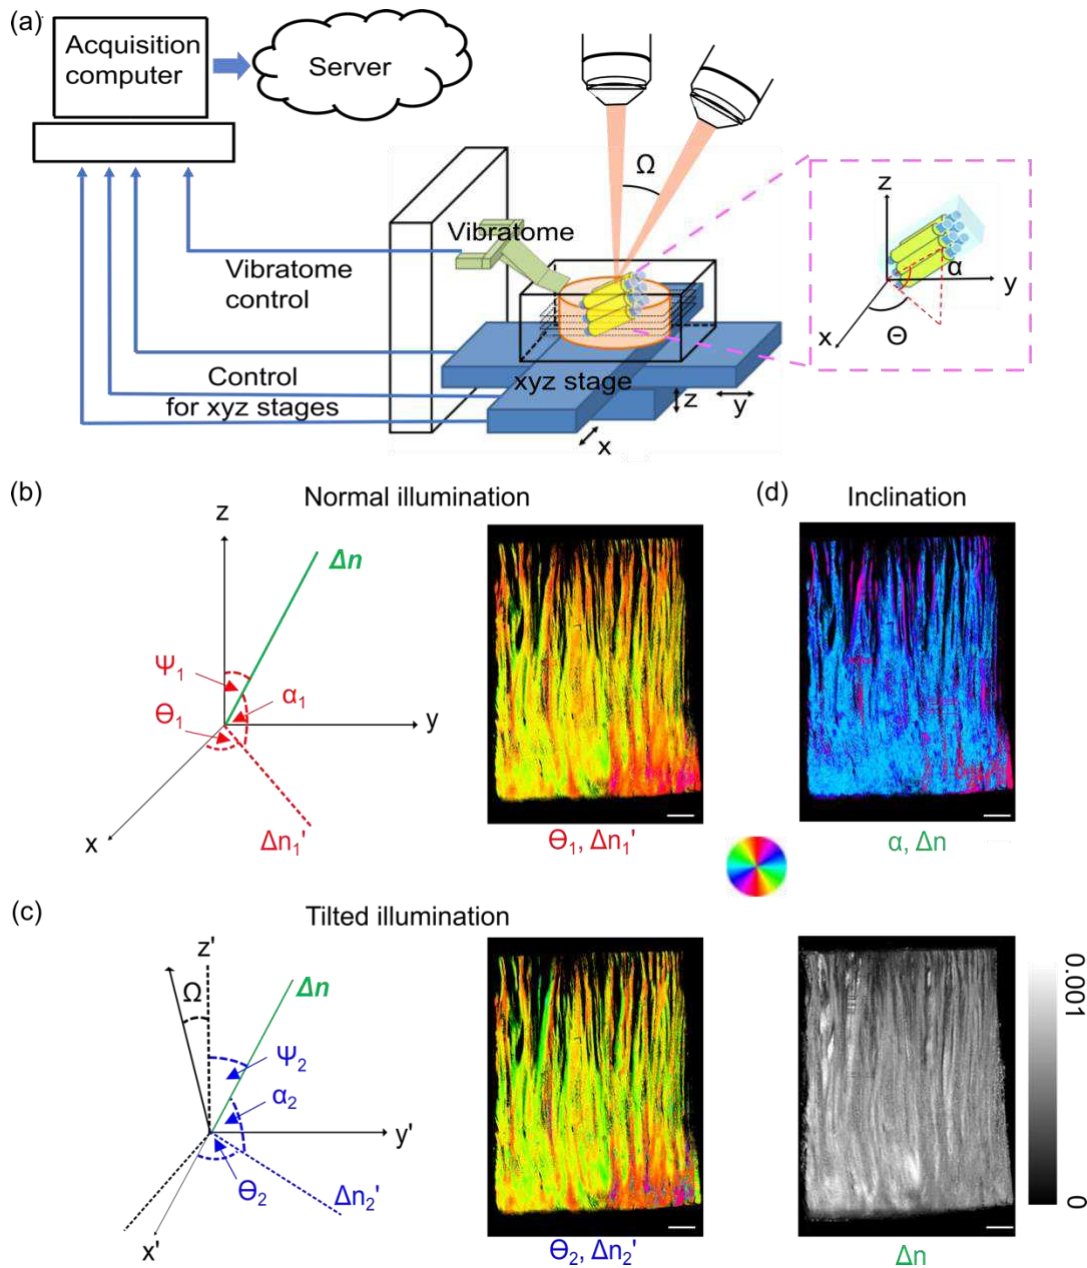 (a)
Acquisition
computer
Server
Ω
Vibratome
Vibratome
control
Control
for xyz stages
xyz stage
z
y
x
z
α
y
x
Θ
(b)
Normal illumination
(d)
Inclination
z
Δn
Ψ1
α1
Θ1
y
x
Δn1'
Θ1, Δn1'
α, Δn
(c)
Tilted illumination
z'
Ω
Δn
Ψ2
α2
y'
Θ2
Δn2'
x'
Θ2, Δn2'
0.001
0
Δn